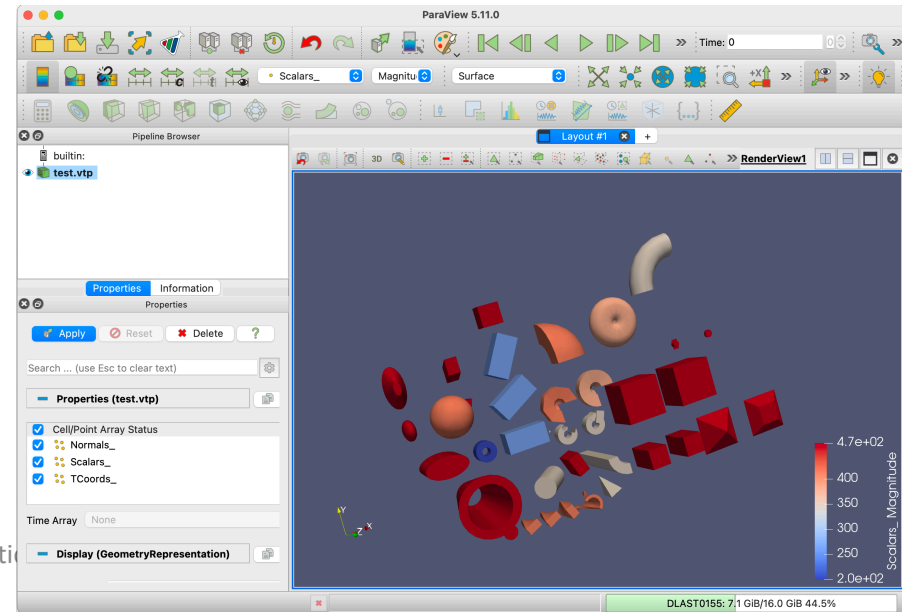 ParaView 5.11.0
Time: 0
Scalars_
Magnitu
Surface
Pipeline Browser
Layout #1
+
builtin:
test.vtp
3D
RenderView1
Properties
Information
Properties
Apply
Reset
Delete
?
Search ... (use Esc to clear text)
Properties (test.vtp)
Cell/Point Array Status
Normals_
Scalars_
TCoords_
Time Array
None
Display (GeometryRepresentation)
4.7e+02
400
350
300
250
2.0e+02
Scalars_ Magnitude
Y
X
Z
DLAST0155: 7.1 GiB/16.0 GiB 44.5%